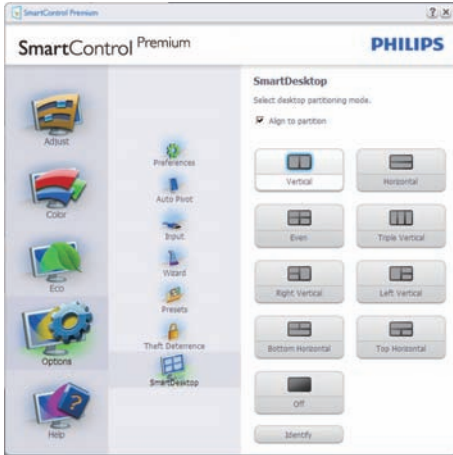 SmartControl Premium
SmartControl Premium
PHILIPS
Adjust
Color
Eco
Options
Help
Preferences
Auto Pivot
Input
Wizard
Presets
Theft Deterrence
SmartDesktop
SmartDesktop
Select desktop partitioning mode.
Align to partition
Vertical
Horizontal
Even
Triple Vertical
Right Vertical
Left Vertical
Bottom Horizontal
Top Horizontal
Off
Identify